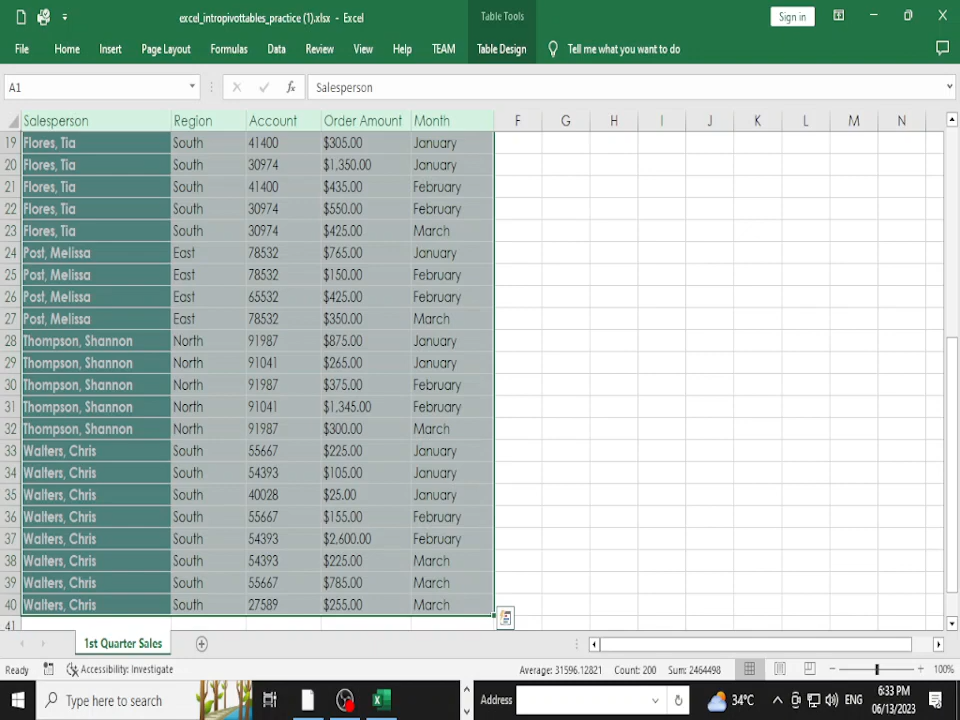 excel_intropivottables_practice (1).xlsx - Excel
Table Tools
Sign in
File Home Insert Page Layout Formulas Data Review View Help TEAM Table Design Tell me what you want to do
A1 fx Salesperson
Salesperson Region Account Order Amount Month F G H I J K L M N
19 Flores, Tia South 41400 $305.00 January
20 Flores, Tia South 30974 $1,350.00 January
21 Flores, Tia South 41400 $435.00 February
22 Flores, Tia South 30974 $550.00 February
23 Flores, Tia South 30974 $425.00 March
24 Post, Melissa East 78532 $765.00 January
25 Post, Melissa East 78532 $150.00 February
26 Post, Melissa East 65532 $425.00 February
27 Post, Melissa East 78532 $350.00 March
28 Thompson, Shannon North 91987 $875.00 January
29 Thompson, Shannon North 91041 $265.00 January
30 Thompson, Shannon North 91987 $375.00 February
31 Thompson, Shannon North 91041 $1,345.00 February
32 Thompson, Shannon North 91987 $300.00 March
33 Walters, Chris South 55667 $225.00 January
34 Walters, Chris South 54393 $105.00 January
35 Walters, Chris South 40028 $25.00 January
36 Walters, Chris South 55667 $155.00 February
37 Walters, Chris South 54393 $2,600.00 February
38 Walters, Chris South 54393 $225.00 March
39 Walters, Chris South 55667 $785.00 March
40 Walters, Chris South 27589 $255.00 March
41
1st Quarter Sales
Ready Accessibility: Investigate Average: 31596.12821 Count: 200 Sum: 2464498 100%
Type here to search Address 34°C ENG
6:33 PM
06/13/2023